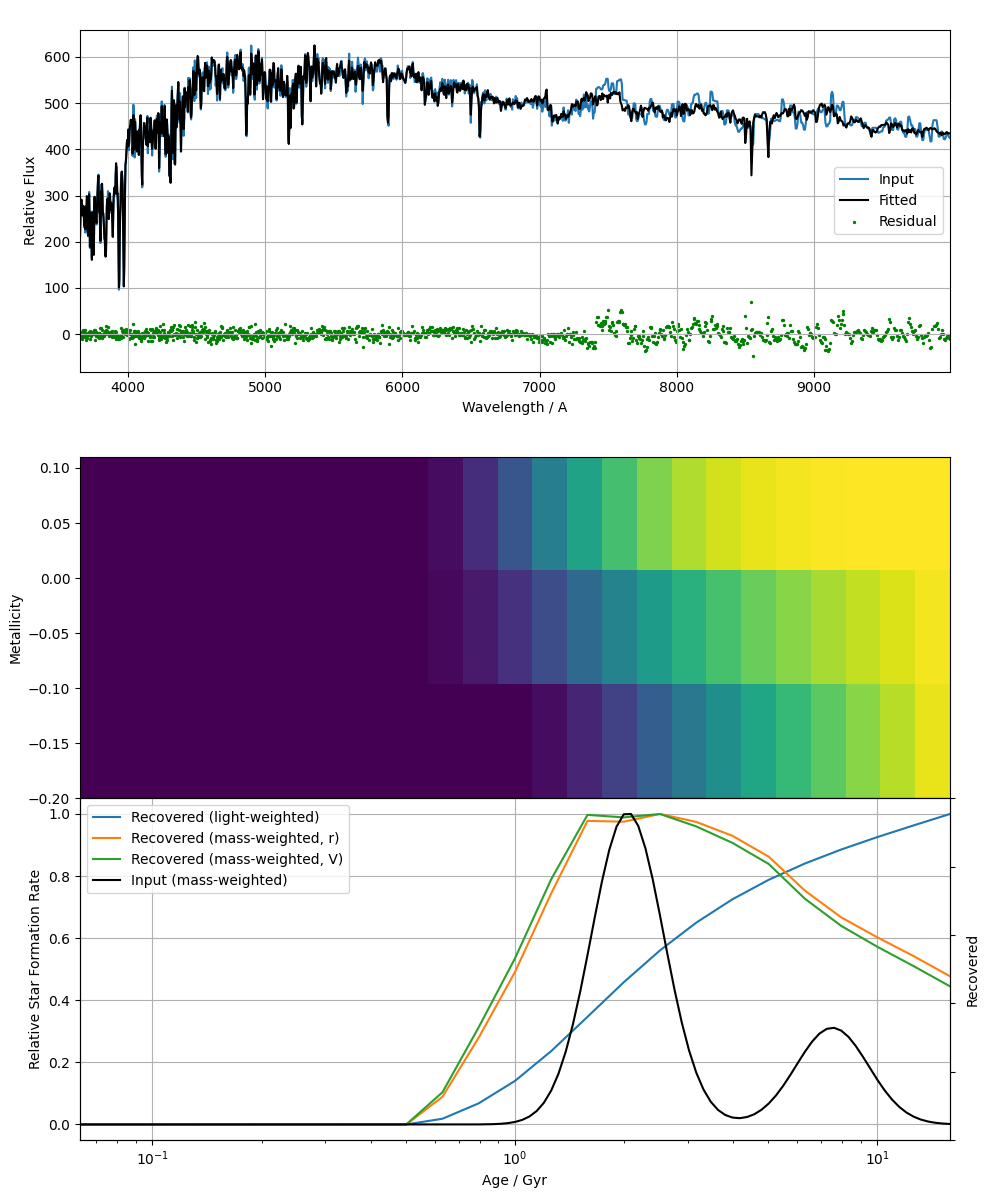 600
500
400
300
200
100
0
Relative Flux
Input
Fitted
Residual
4000 5000 6000 7000 8000 9000
Wavelength / A
0.10
0.05
0.00
−0.05
−0.10
−0.15
−0.20
Metallicity
Recovered (light-weighted)
Recovered (mass-weighted, r)
Recovered (mass-weighted, V)
Input (mass-weighted)
1.0
0.8
0.6
0.4
0.2
0.0
Relative Star Formation Rate
Recovered
10⁻¹ 10⁰ 10¹
Age / Gyr